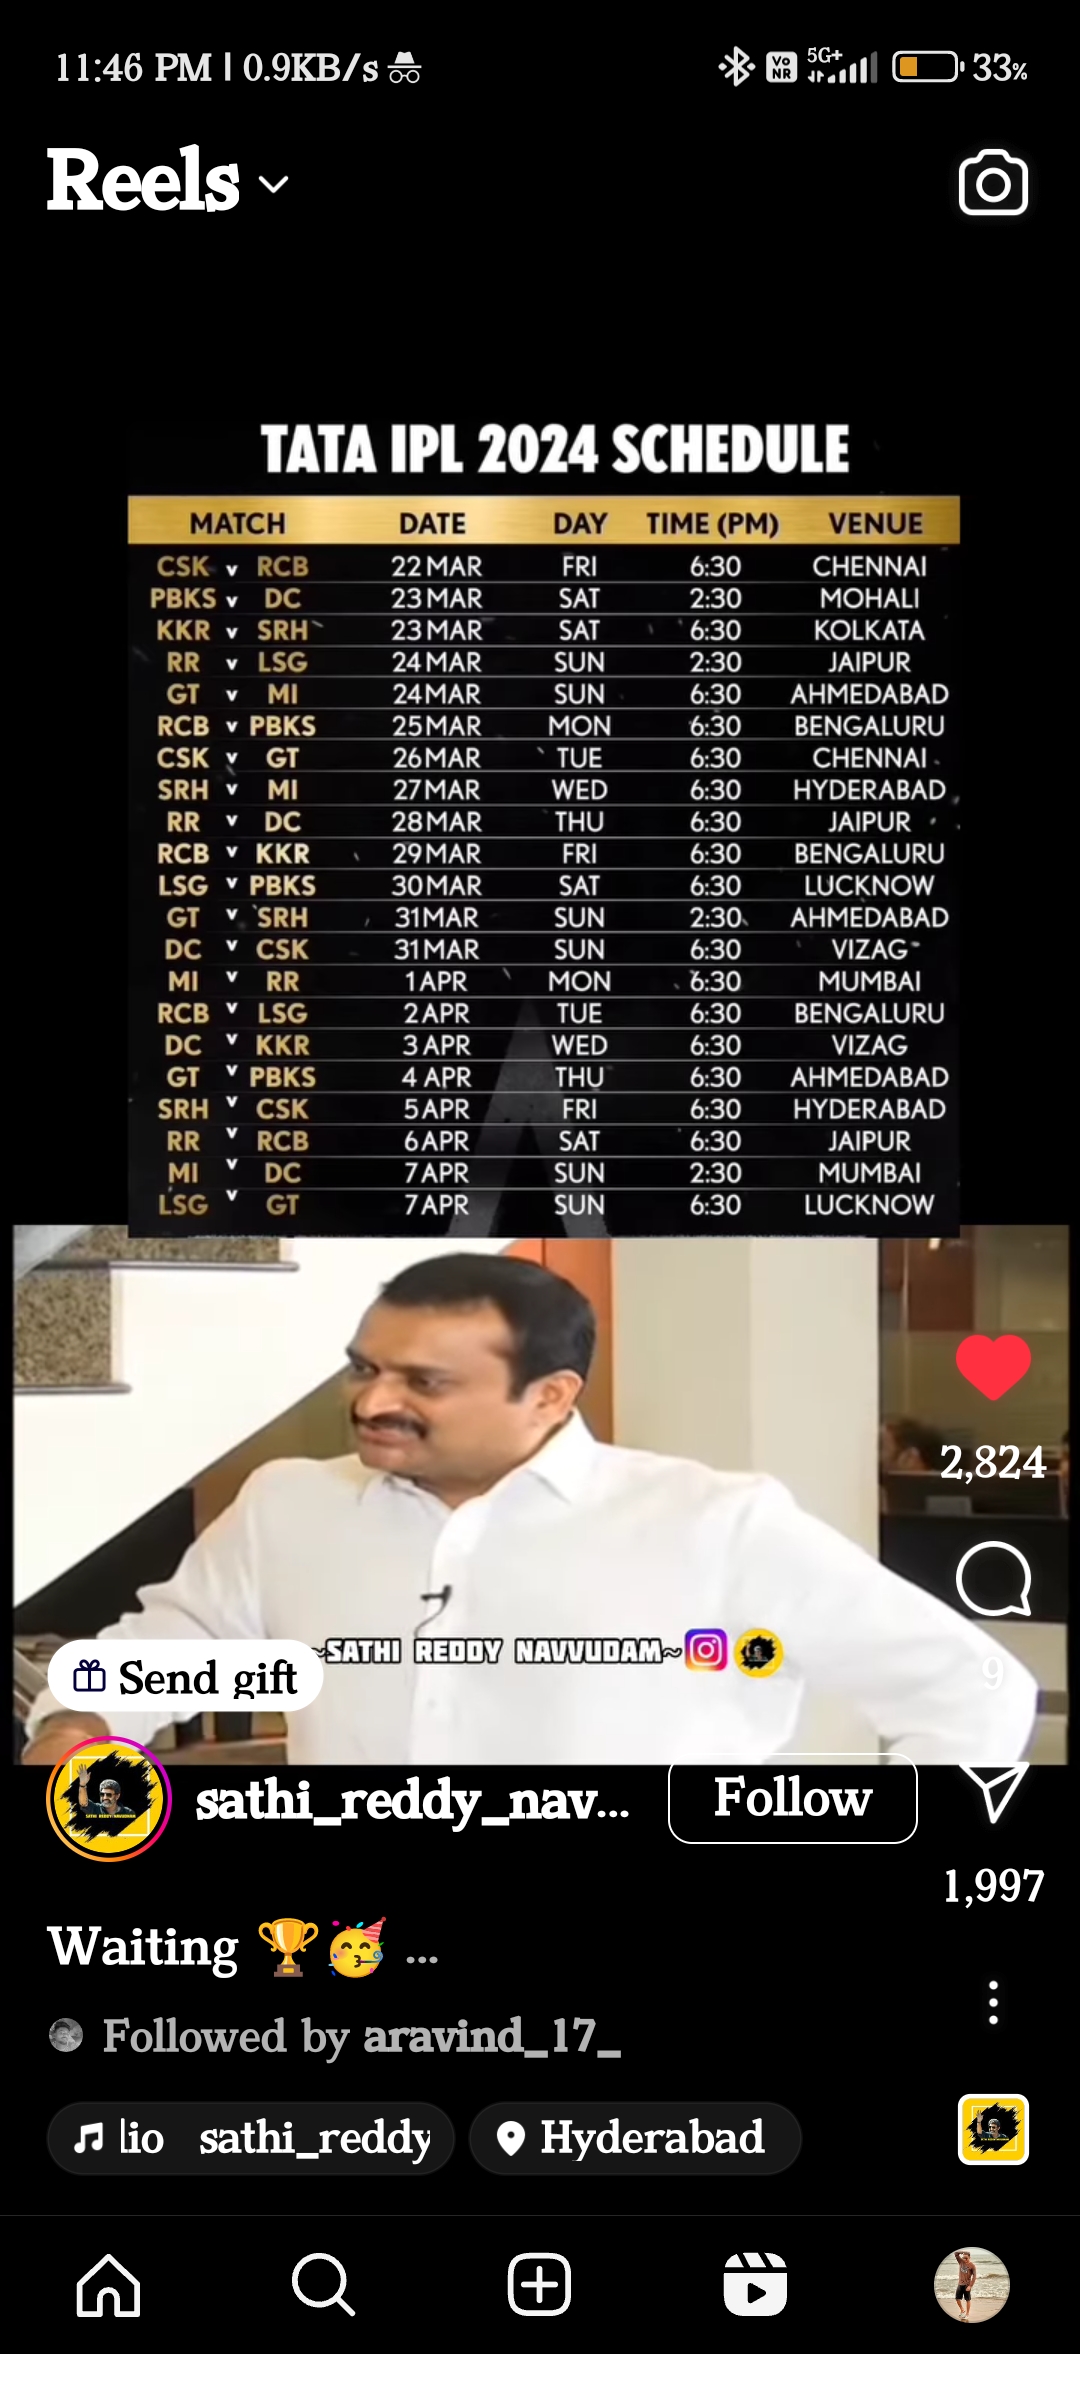 11:46 PM | 0.9KB/s
VO NR 5G+ 33%
Reels
TATA IPL 2024 SCHEDULE
MATCH DATE DAY TIME (PM) VENUE
CSK v RCB 22 MAR FRI 6:30 CHENNAI
PBKS v DC 23 MAR SAT 2:30 MOHALI
KKR v SRH 23 MAR SAT 6:30 KOLKATA
RR v LSG 24 MAR SUN 2:30 JAIPUR
GT v MI 24 MAR SUN 6:30 AHMEDABAD
RCB v PBKS 25 MAR MON 6:30 BENGALURU
CSK v GT 26 MAR TUE 6:30 CHENNAI
SRH v MI 27 MAR WED 6:30 HYDERABAD
RR v DC 28 MAR THU 6:30 JAIPUR
RCB v KKR 29 MAR FRI 6:30 BENGALURU
LSG v PBKS 30 MAR SAT 6:30 LUCKNOW
GT v SRH 31 MAR SUN 2:30 AHMEDABAD
DC v CSK 31 MAR SUN 6:30 VIZAG
MI v RR 1 APR MON 6:30 MUMBAI
RCB v LSG 2 APR TUE 6:30 BENGALURU
DC v KKR 3 APR WED 6:30 VIZAG
GT v PBKS 4 APR THU 6:30 AHMEDABAD
SRH v CSK 5 APR FRI 6:30 HYDERABAD
RR v RCB 6 APR SAT 6:30 JAIPUR
MI v DC 7 APR SUN 2:30 MUMBAI
LSG v GT 7 APR SUN 6:30 LUCKNOW
2,824
~SATHI REDDY NAVVUDAM~
9
Send gift
sathi_reddy_nav... Follow
1,997
Waiting 🏆🥳 ...
Followed by aravind_17_
lio sathi_reddy Hyderabad